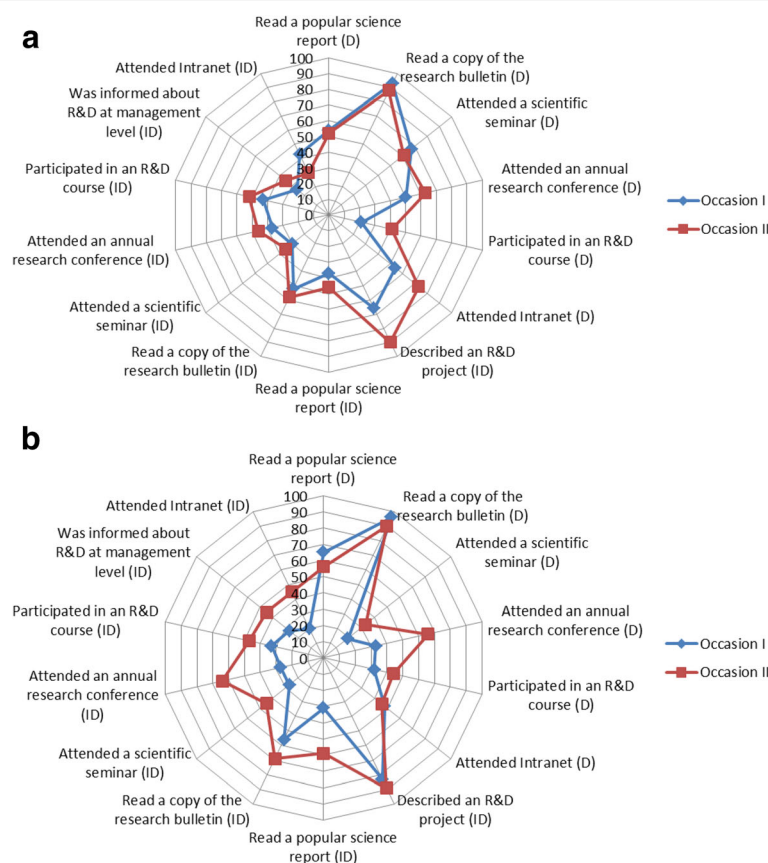 a
Read a popular science
report (D)
Read a copy of the
research bulletin (D)
Attended a scientific
seminar (D)
Attended an annual
research conference (D)
Participated in an R&D
course (D)
Attended Intranet (D)
Described an R&D
project (ID)
Read a popular science
report (ID)
Read a copy of the
research bulletin (ID)
Attended a scientific
seminar (ID)
Attended an annual
research conference (ID)
Participated in an R&D
course (ID)
Was informed about
R&D at management
level (ID)
Attended Intranet (ID)
100
90
80
70
60
50
40
30
20
10
0
Occasion I
Occasion II
b
Read a popular science
report (D)
Read a copy of the
research bulletin (D)
Attended a scientific
seminar (D)
Attended an annual
research conference (D)
Participated in an R&D
course (D)
Attended Intranet (D)
Described an R&D
project (ID)
Read a popular science
report (ID)
Read a copy of the
research bulletin (ID)
Attended a scientific
seminar (ID)
Attended an annual
research conference
(ID)
Participated in an R&D
course (ID)
Was informed about
R&D at management
level (ID)
Attended Intranet (ID)
100
90
80
70
60
50
40
30
20
10
0
Occasion I
Occasion II